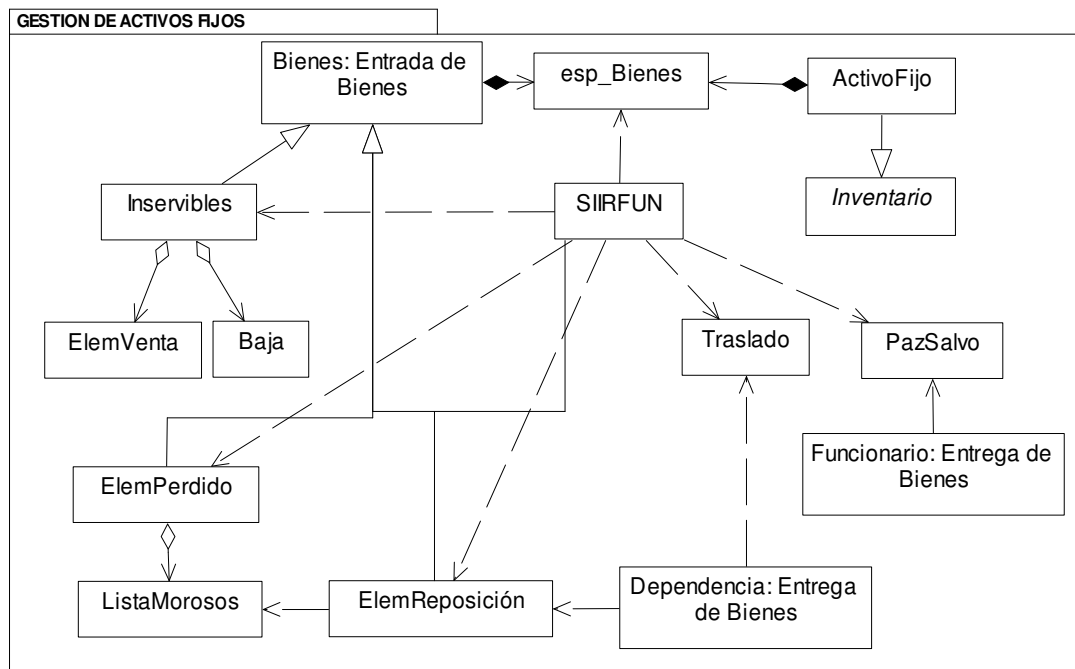 GESTION DE ACTIVOS FIJOS
Bienes: Entrada de
Bienes
esp_Bienes
ActivoFijo
Inservibles
SIIRFUN
Inventario
ElemVenta
Baja
Traslado
PazSalvo
Funcionario: Entrega de
Bienes
ElemPerdido
ListaMorosos
ElemReposición
Dependencia: Entrega
de Bienes